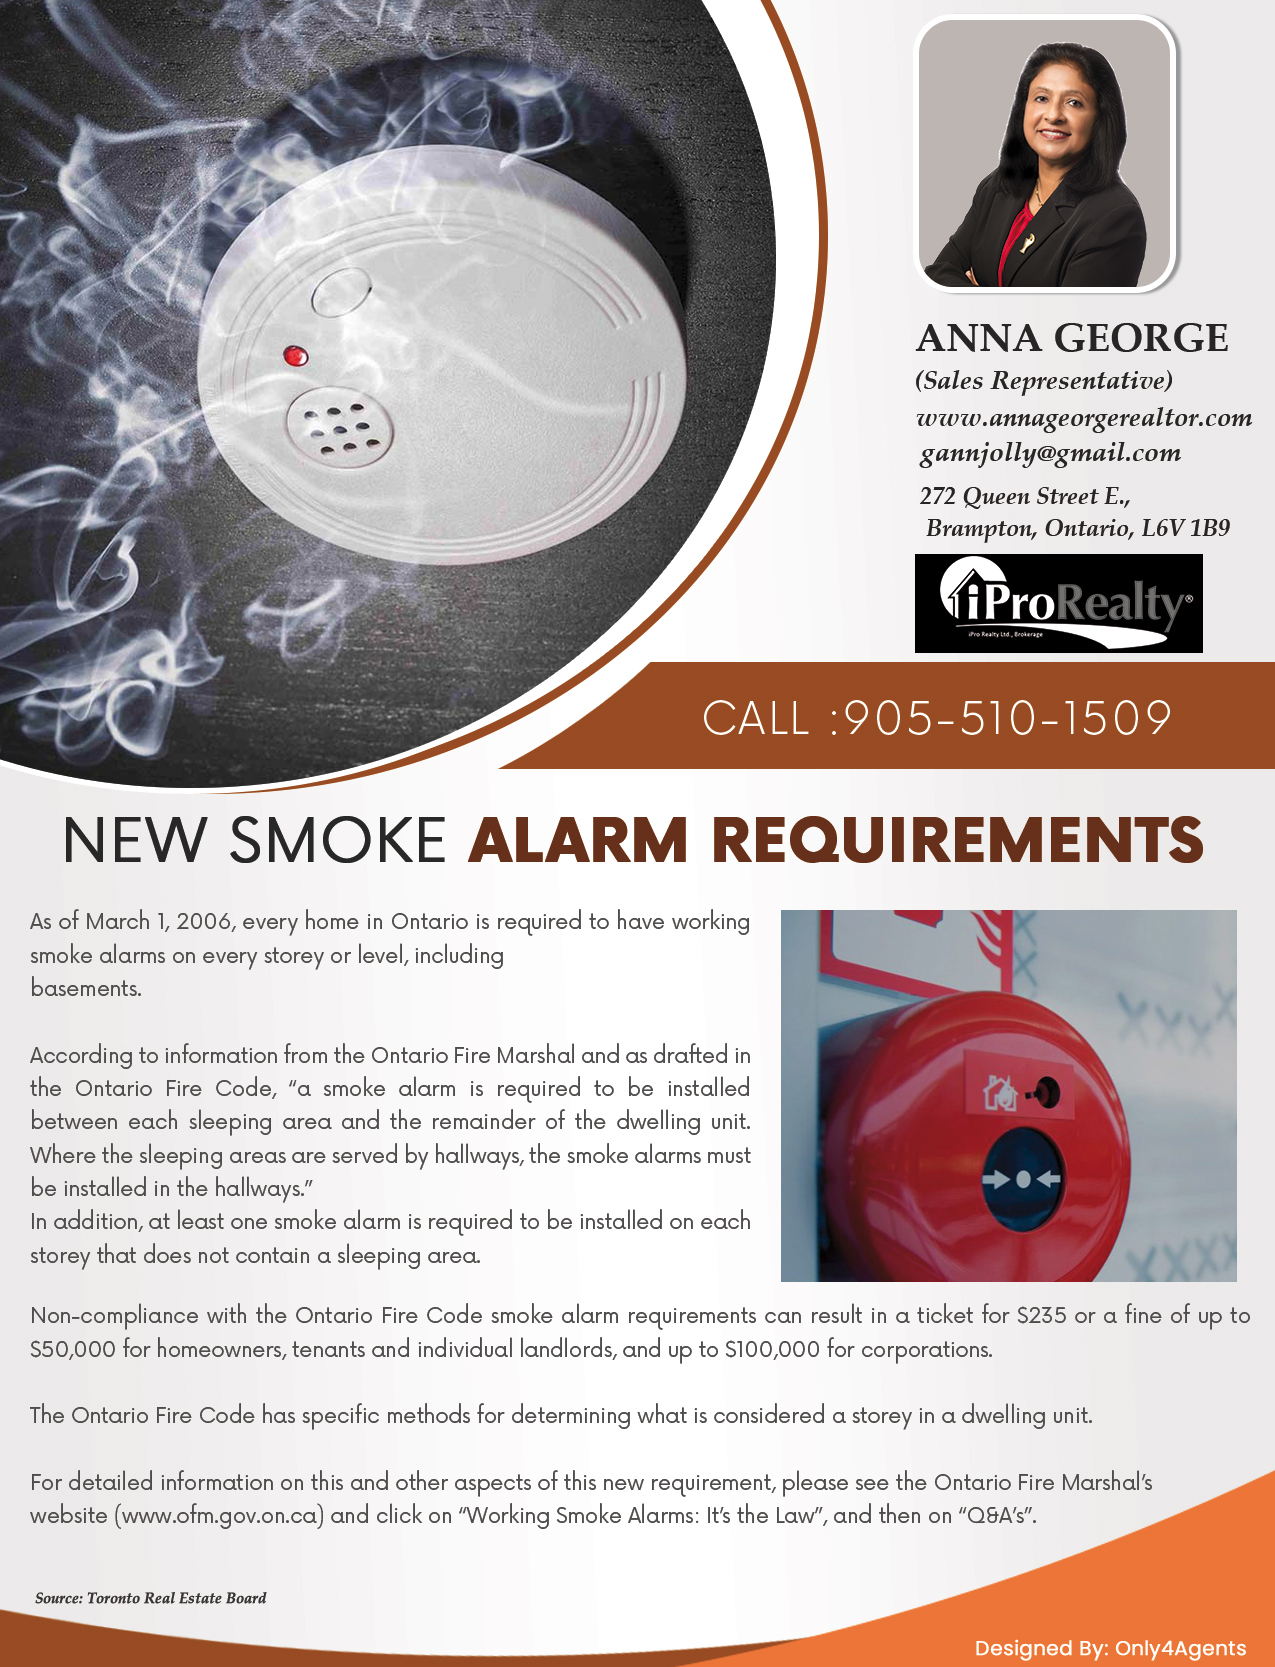 ANNA GEORGE
(Sales Representative)
www.annageorgerealtor.com
gannjolly@gmail.com
272 Queen Street E.,
Brampton, Ontario, L6V 1B9
iProRealty®
iPro Realty Ltd., Brokerage
CALL :905-510-1509
NEW SMOKE ALARM REQUIREMENTS
As of March 1, 2006, every home in Ontario is required to have working
smoke alarms on every storey or level, including
basements.
According to information from the Ontario Fire Marshal and as drafted in
the Ontario Fire Code, “a smoke alarm is required to be installed
between each sleeping area and the remainder of the dwelling unit.
Where the sleeping areas are served by hallways, the smoke alarms must
be installed in the hallways.”
In addition, at least one smoke alarm is required to be installed on each
storey that does not contain a sleeping area.
Non-compliance with the Ontario Fire Code smoke alarm requirements can result in a ticket for $235 or a fine of up to
$50,000 for homeowners, tenants and individual landlords, and up to $100,000 for corporations.
The Ontario Fire Code has specific methods for determining what is considered a storey in a dwelling unit.
For detailed information on this and other aspects of this new requirement, please see the Ontario Fire Marshal’s
website (www.ofm.gov.on.ca) and click on “Working Smoke Alarms: It’s the Law”, and then on “Q&A’s”.
Source: Toronto Real Estate Board
Designed By: Only4Agents